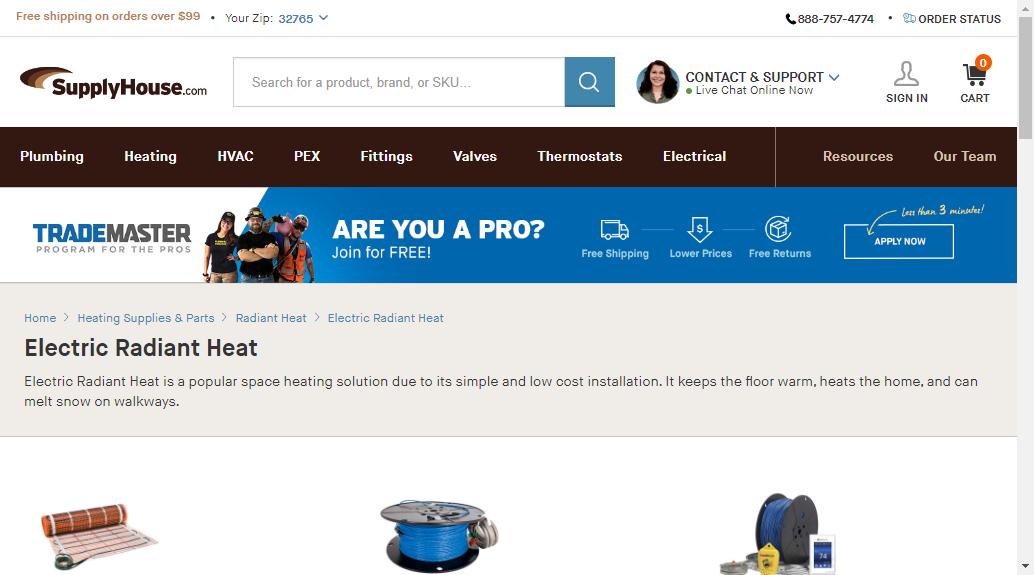 Free shipping on orders over $99 • Your Zip: 32765
888-757-4774 • ORDER STATUS
SupplyHouse.com
Search for a product, brand, or SKU...
CONTACT & SUPPORT
Live Chat Online Now
SIGN IN
0
CART
Plumbing Heating HVAC PEX Fittings Valves Thermostats Electrical Resources Our Team
TRADEMASTER
PROGRAM FOR THE PROS
ARE YOU A PRO?
Join for FREE!
$
Free Shipping Lower Prices Free Returns
less than 3 minutes!
APPLY NOW
Home > Heating Supplies & Parts > Radiant Heat > Electric Radiant Heat
Electric Radiant Heat
Electric Radiant Heat is a popular space heating solution due to its simple and low cost installation. It keeps the floor warm, heats the home, and can
melt snow on walkways.
74